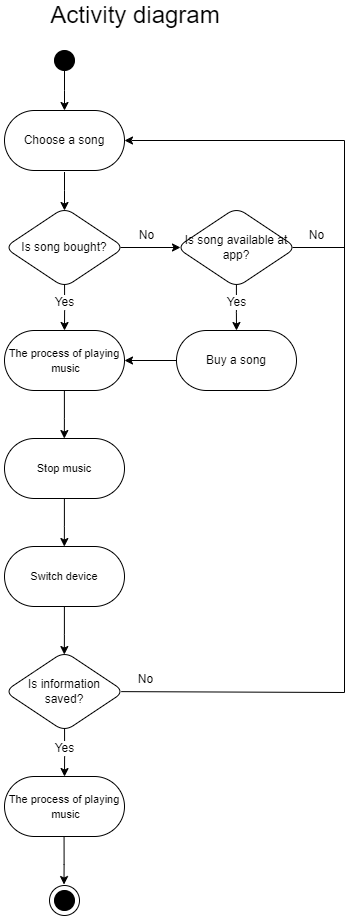 Activity diagram
Choose a song
Is song bought?
No
Is song available at
app?
No
Yes
Yes
The process of playing
music
Buy a song
Stop music
Switch device
Is information
saved?
No
Yes
The process of playing
music